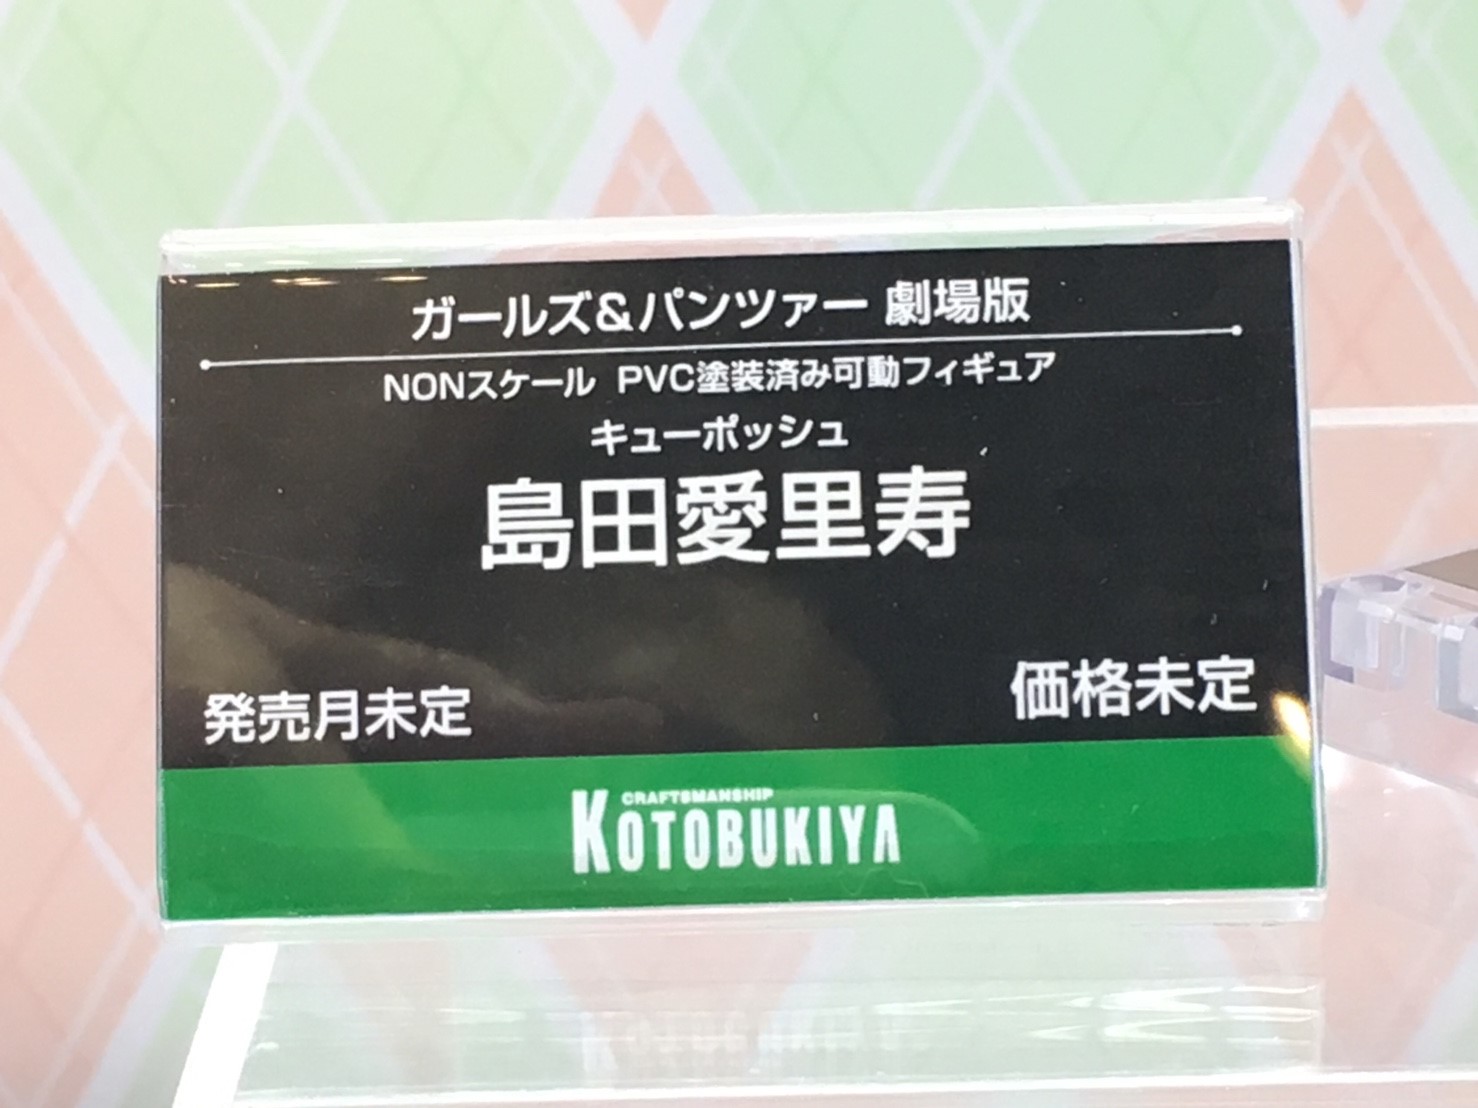 ガールズ&パンツァー 劇場版
NONスケール PVC塗装済み可動フィギュア
キューポッシュ
島田愛里寿
発売月未定
価格未定
CRAFTSMANSHIP
KOTOBUKIYA